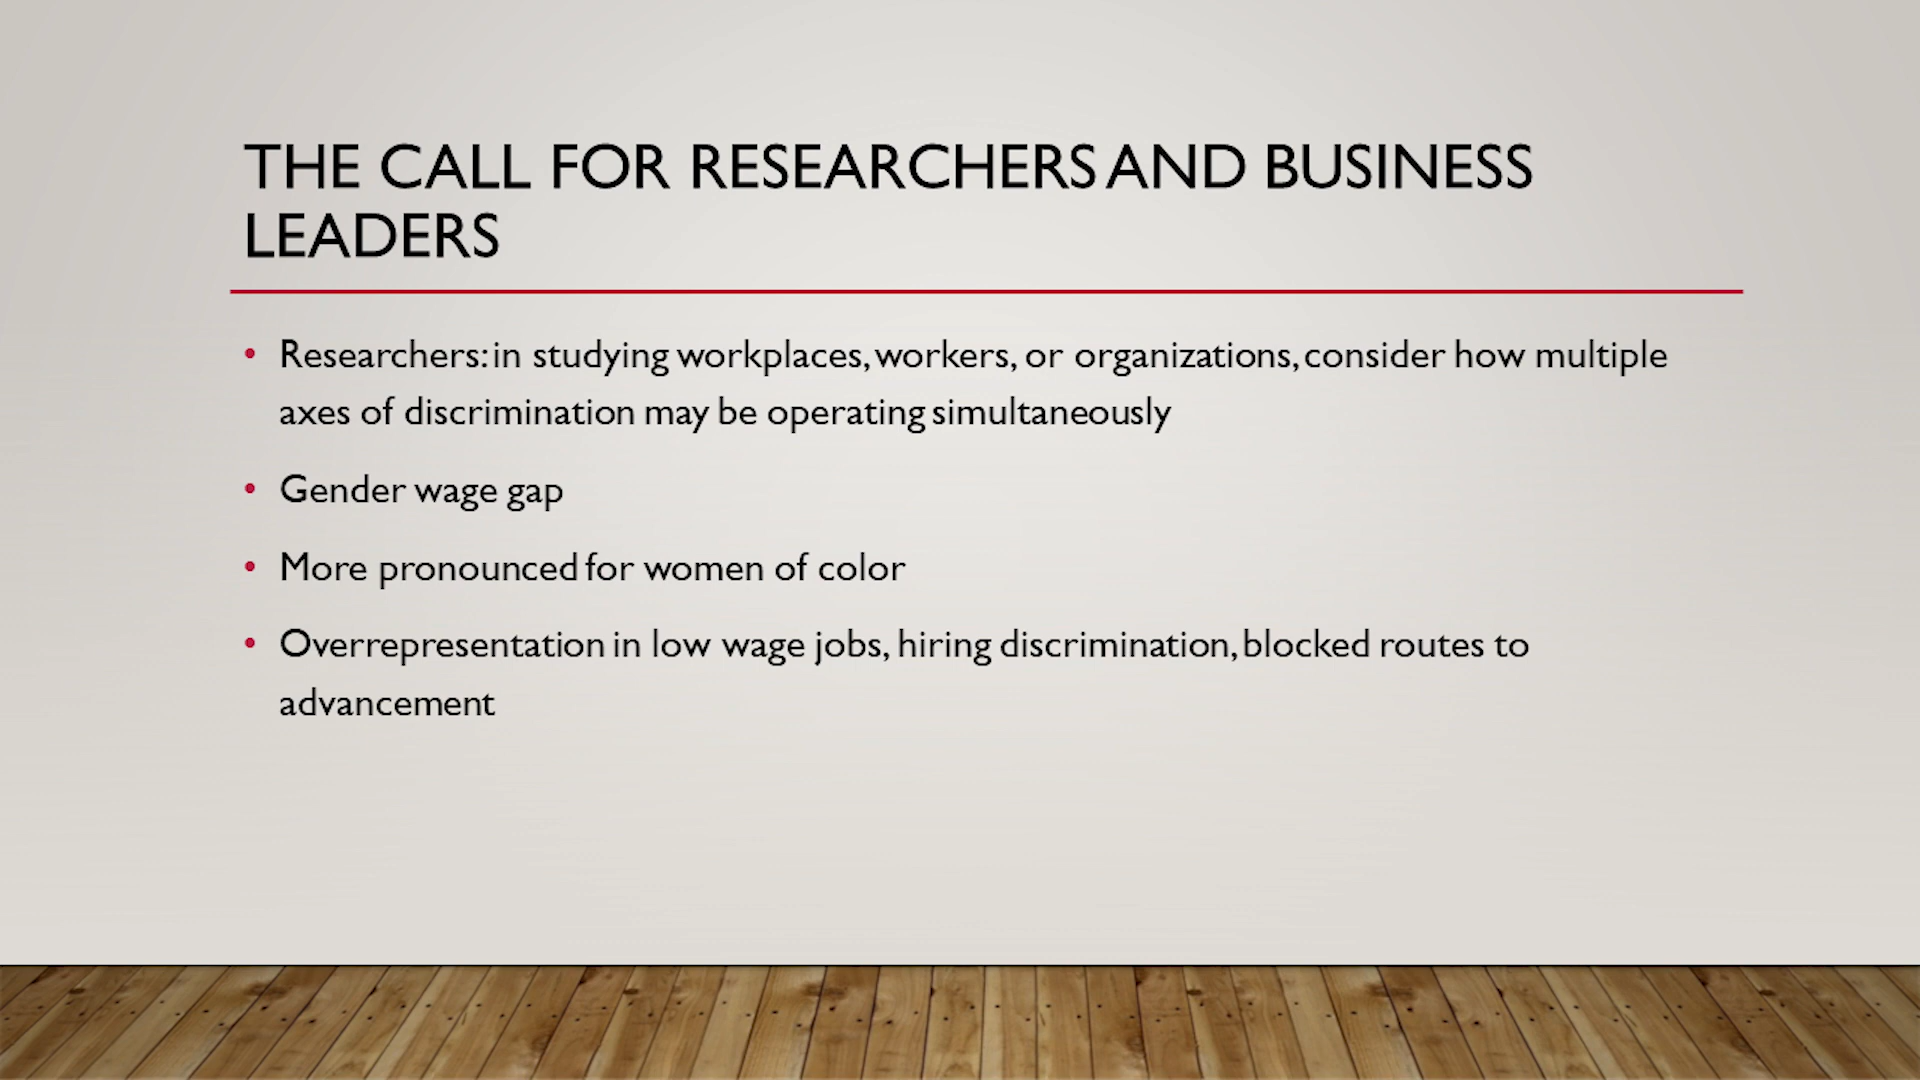 THE CALL FOR RESEARCHERS AND BUSINESS
LEADERS
• Researchers: in studying workplaces, workers, or organizations, consider how multiple
axes of discrimination may be operating simultaneously
• Gender wage gap
• More pronounced for women of color
• Overrepresentation in low wage jobs, hiring discrimination, blocked routes to
advancement